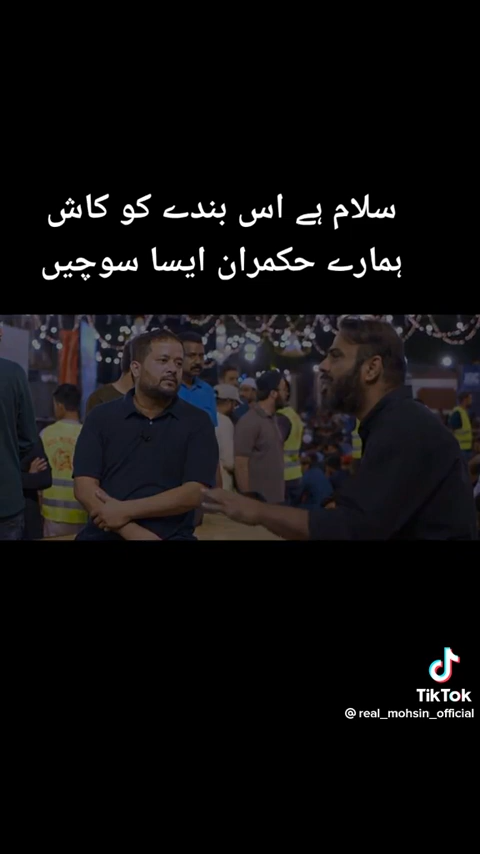 سلام ہے اس بندے کو کاش
ہمارے حکمران ایسا سوچیں
TikTok
@real_mohsin_official